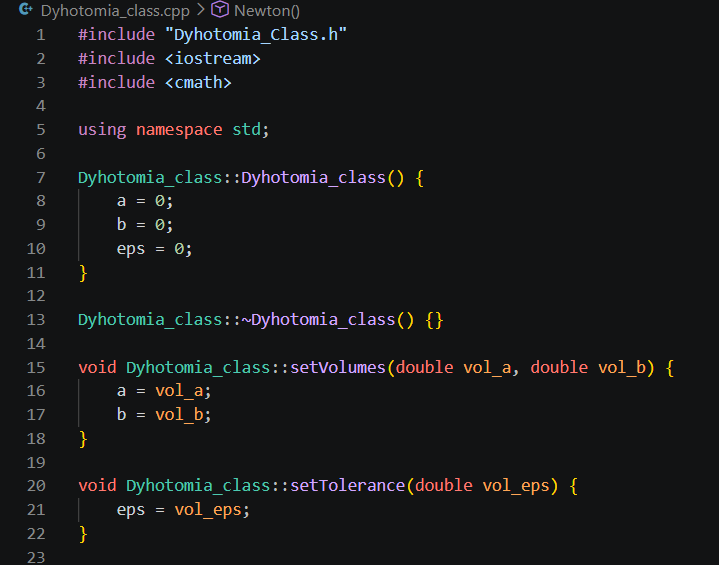 Dyhotomia_class.cpp > Newton()
1 #include "Dyhotomia_Class.h"
2 #include <iostream>
3 #include <cmath>
4
5 using namespace std;
6
7 Dyhotomia_class::Dyhotomia_class() {
8 a = 0;
9 b = 0;
10 eps = 0;
11 }
12
13 Dyhotomia_class::~Dyhotomia_class() {}
14
15 void Dyhotomia_class::setVolumes(double vol_a, double vol_b) {
16 a = vol_a;
17 b = vol_b;
18 }
19
20 void Dyhotomia_class::setTolerance(double vol_eps) {
21 eps = vol_eps;
22 }
23